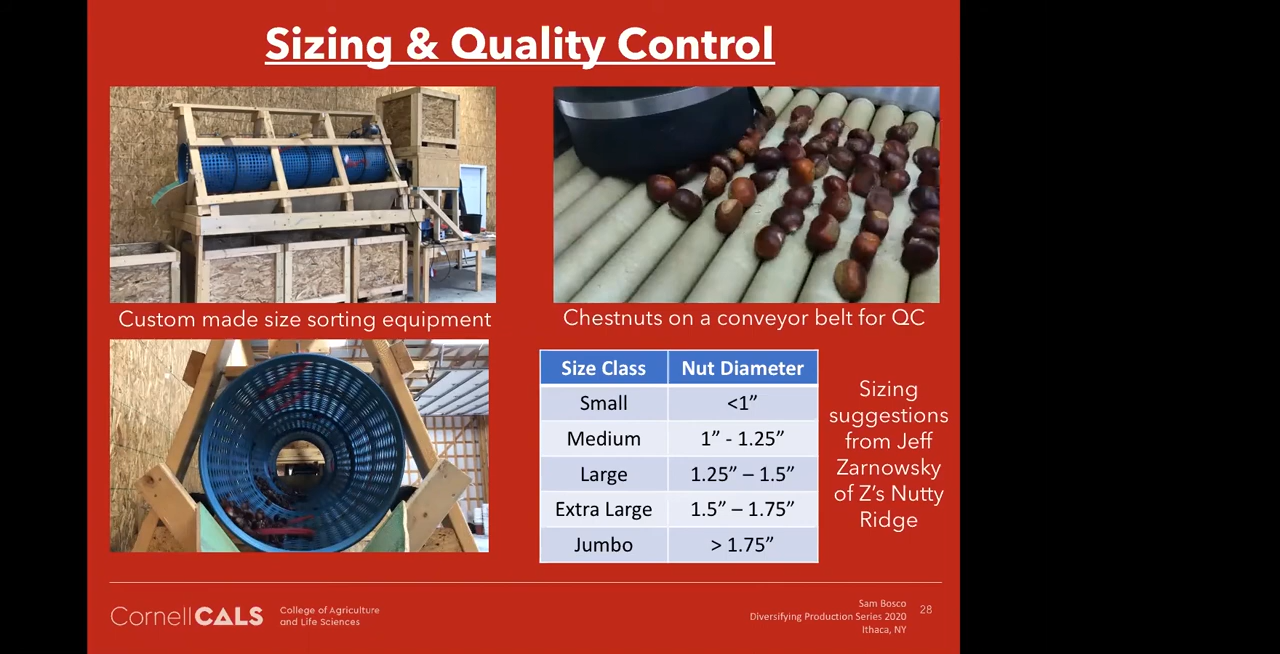 Sizing & Quality Control
Custom made size sorting equipment
Chestnuts on a conveyor belt for QC
Size Class Nut Diameter
Small <1”
Medium 1” - 1.25”
Large 1.25” – 1.5”
Extra Large 1.5” – 1.75”
Jumbo > 1.75”
Sizing
suggestions
from Jeff
Zarnowsky
of Z’s Nutty
Ridge
CornellCALS
College of Agriculture
and Life Sciences
Sam Bosco
Diversifying Production Series 2020
Ithaca, NY
28